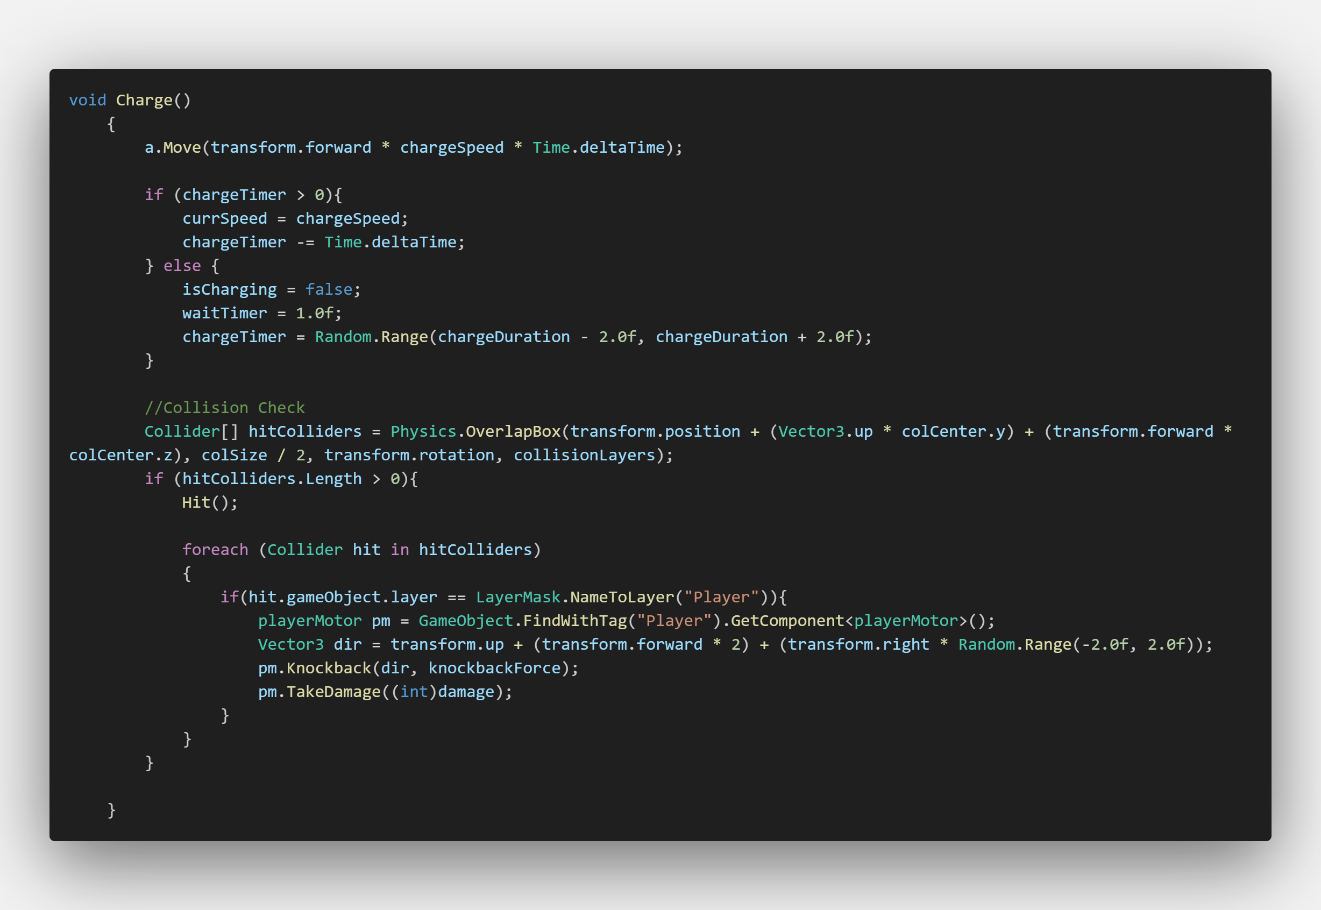 void Charge()
    {
        a.Move(transform.forward * chargeSpeed * Time.deltaTime);

        if (chargeTimer > 0){
            currSpeed = chargeSpeed;
            chargeTimer -= Time.deltaTime;
        } else {
            isCharging = false;
            waitTimer = 1.0f;
            chargeTimer = Random.Range(chargeDuration - 2.0f, chargeDuration + 2.0f);
        }

        //Collision Check
        Collider[] hitColliders = Physics.OverlapBox(transform.position + (Vector3.up * colCenter.y) + (transform.forward *
colCenter.z), colSize / 2, transform.rotation, collisionLayers);
        if (hitColliders.Length > 0){
            Hit();

            foreach (Collider hit in hitColliders)
            {
                if(hit.gameObject.layer == LayerMask.NameToLayer("Player")){
                    playerMotor pm = GameObject.FindWithTag("Player").GetComponent<playerMotor>();
                    Vector3 dir = transform.up + (transform.forward * 2) + (transform.right * Random.Range(-2.0f, 2.0f));
                    pm.Knockback(dir, knockbackForce);
                    pm.TakeDamage((int)damage);
                }
            }
        }

    }